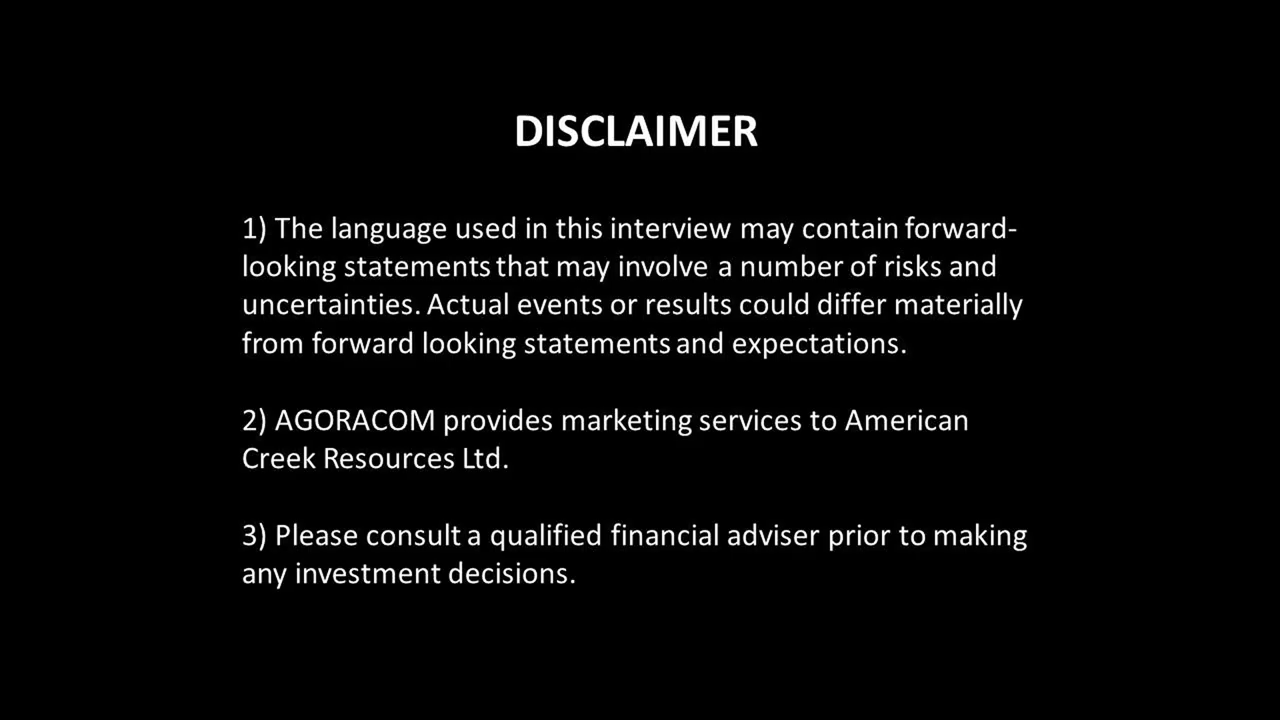 DISCLAIMER
1) The language used in this interview may contain forward-
looking statements that may involve a number of risks and
uncertainties. Actual events or results could differ materially
from forward looking statements and expectations.
2) AGORACOM provides marketing services to American
Creek Resources Ltd.
3) Please consult a qualified financial adviser prior to making
any investment decisions.